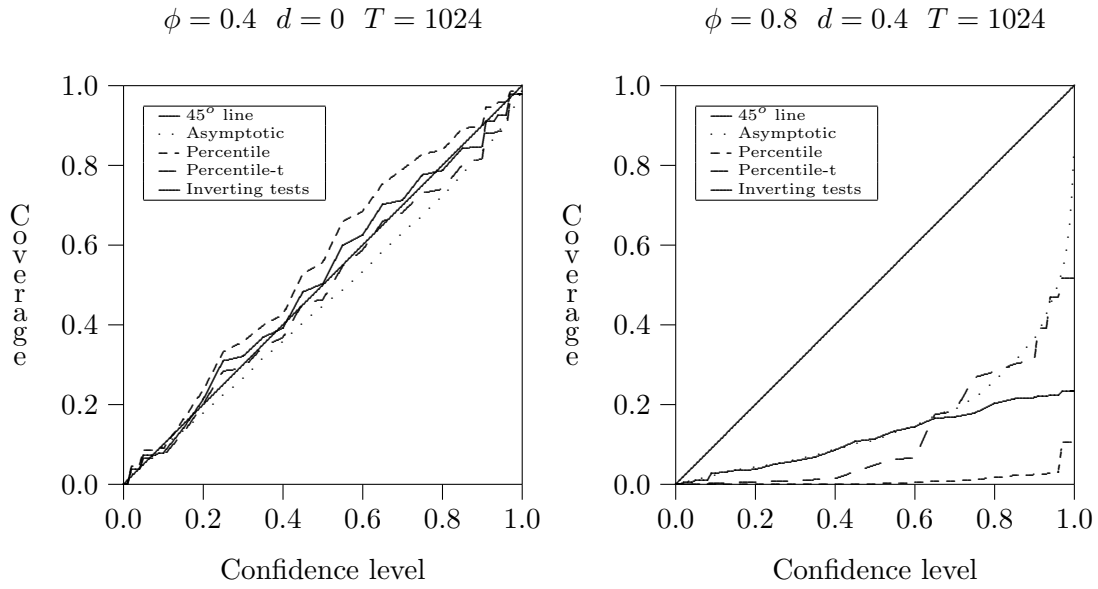 ϕ = 0.4 d = 0 T = 1024
1.0
0.8
0.6
0.4
0.2
0.0
0.0 0.2 0.4 0.6 0.8 1.0
Coverage
Confidence level
45° line
Asymptotic
Percentile
Percentile-t
Inverting tests
ϕ = 0.8 d = 0.4 T = 1024
1.0
0.8
0.6
0.4
0.2
0.0
0.0 0.2 0.4 0.6 0.8 1.0
Coverage
Confidence level
45° line
Asymptotic
Percentile
Percentile-t
Inverting tests